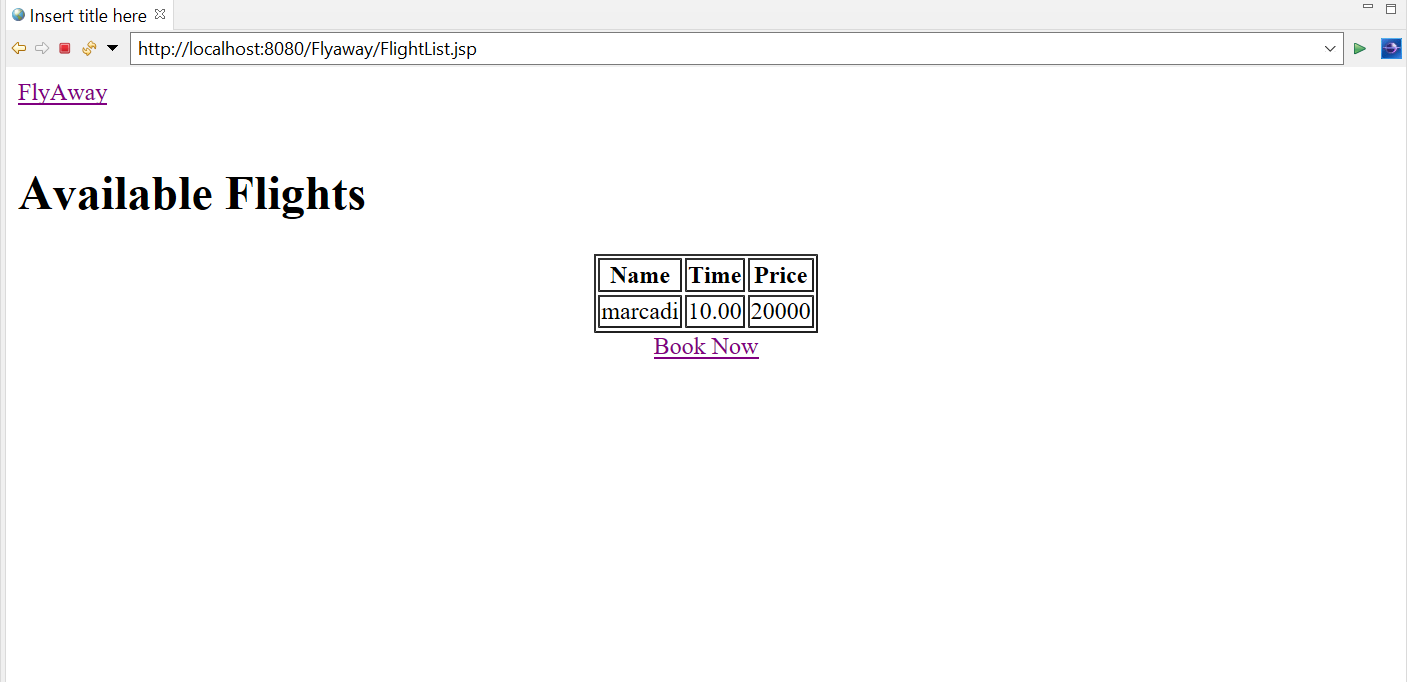 Insert title here
http://localhost:8080/Flyaway/FlightList.jsp
FlyAway
Available Flights
Name Time Price
marcadi 10.00 20000
Book Now